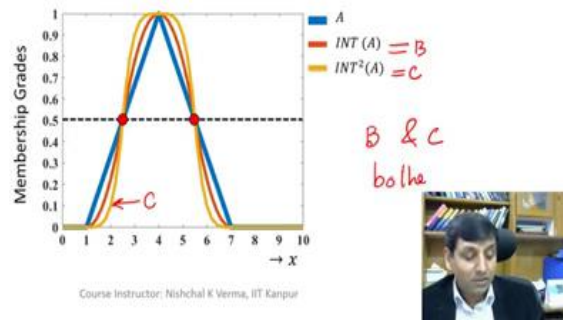 A
INT (A) = B
INT²(A) = C
Membership Grades
1
0.9
0.8
0.7
0.6
0.5
0.4
0.3
0.2
0.1
0
0 1 2 3 4 5 6 7 8 9 10
→ x
C
B & C
bolhe
Course Instructor: Nishchal K Verma, IIT Kanpur